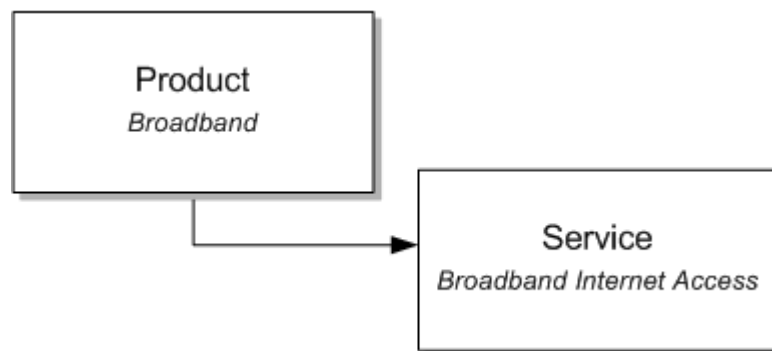 Product
Broadband
Service
Broadband Internet Access